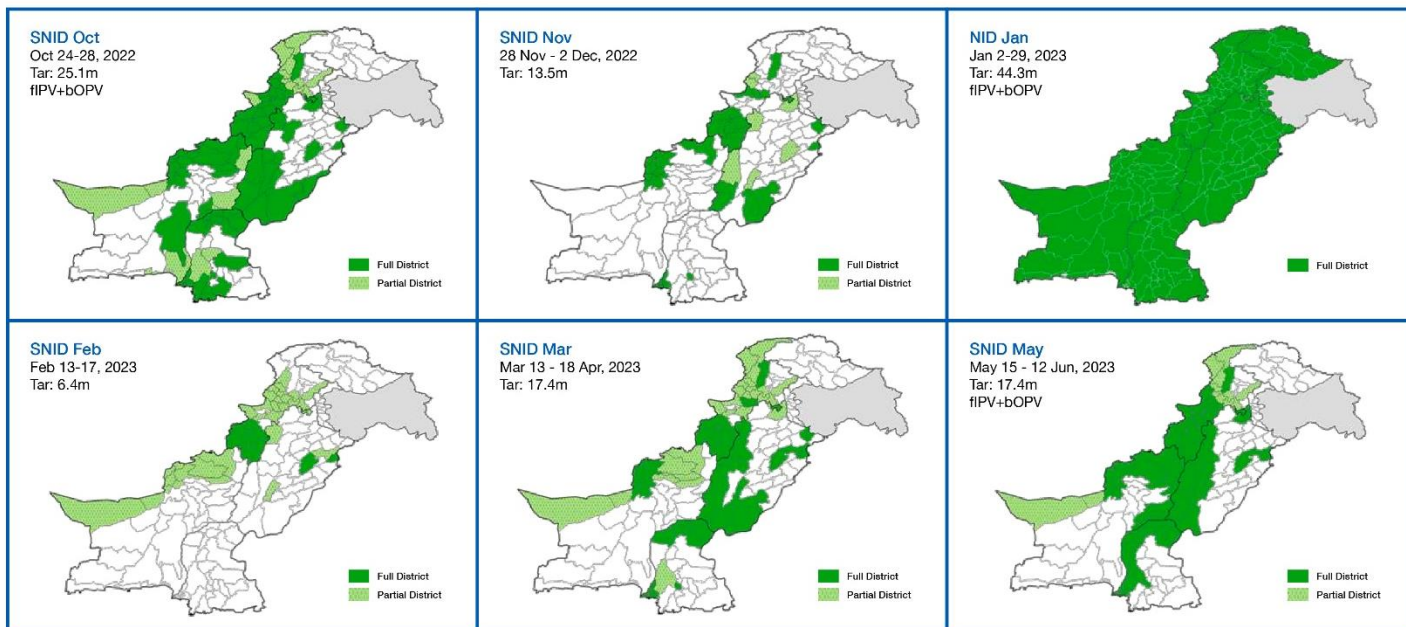 SNID Oct
Oct 24-28, 2022
Tar: 25.1m
fIPV+bOPV
Full District
Partial District
SNID Nov
28 Nov - 2 Dec, 2022
Tar: 13.5m
Full District
Partial District
NID Jan
Jan 2-29, 2023
Tar: 44.3m
fIPV+bOPV
Full District
SNID Feb
Feb 13-17, 2023
Tar: 6.4m
Full District
Partial District
SNID Mar
Mar 13 - 18 Apr, 2023
Tar: 17.4m
Full District
Partial District
SNID May
May 15 - 12 Jun, 2023
Tar: 17.4m
fIPV+bOPV
Full District
Partial District